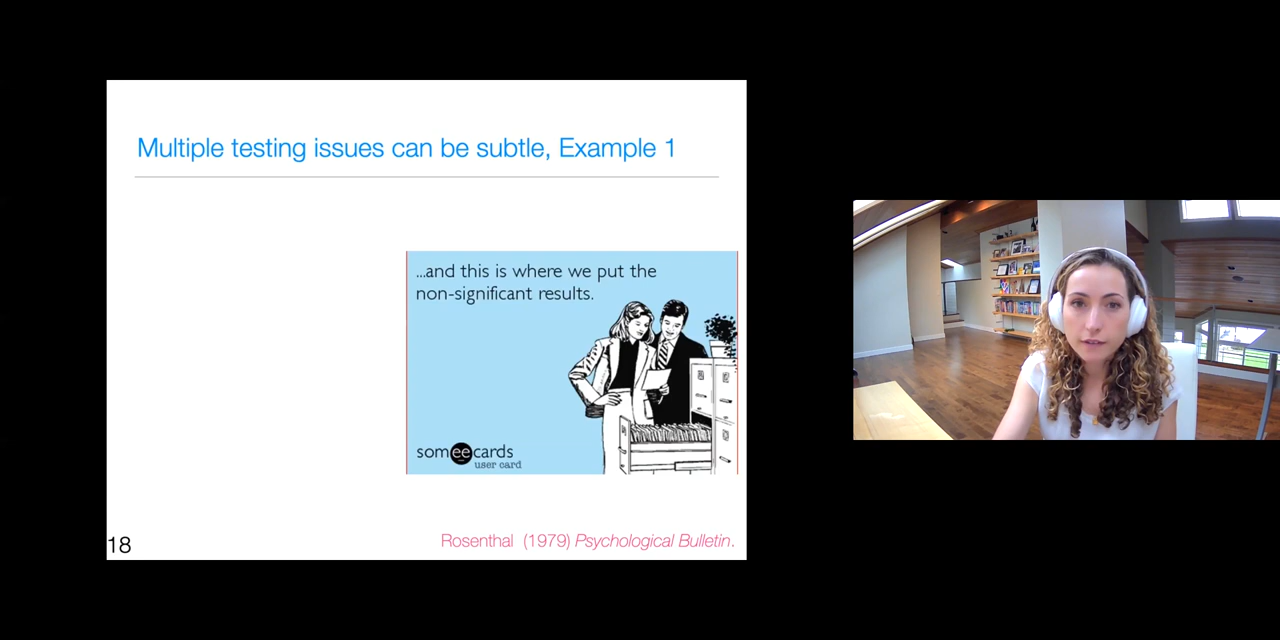 Multiple testing issues can be subtle, Example 1
...and this is where we put the
non-significant results.
someecards
user card
Rosenthal (1979) Psychological Bulletin.
18